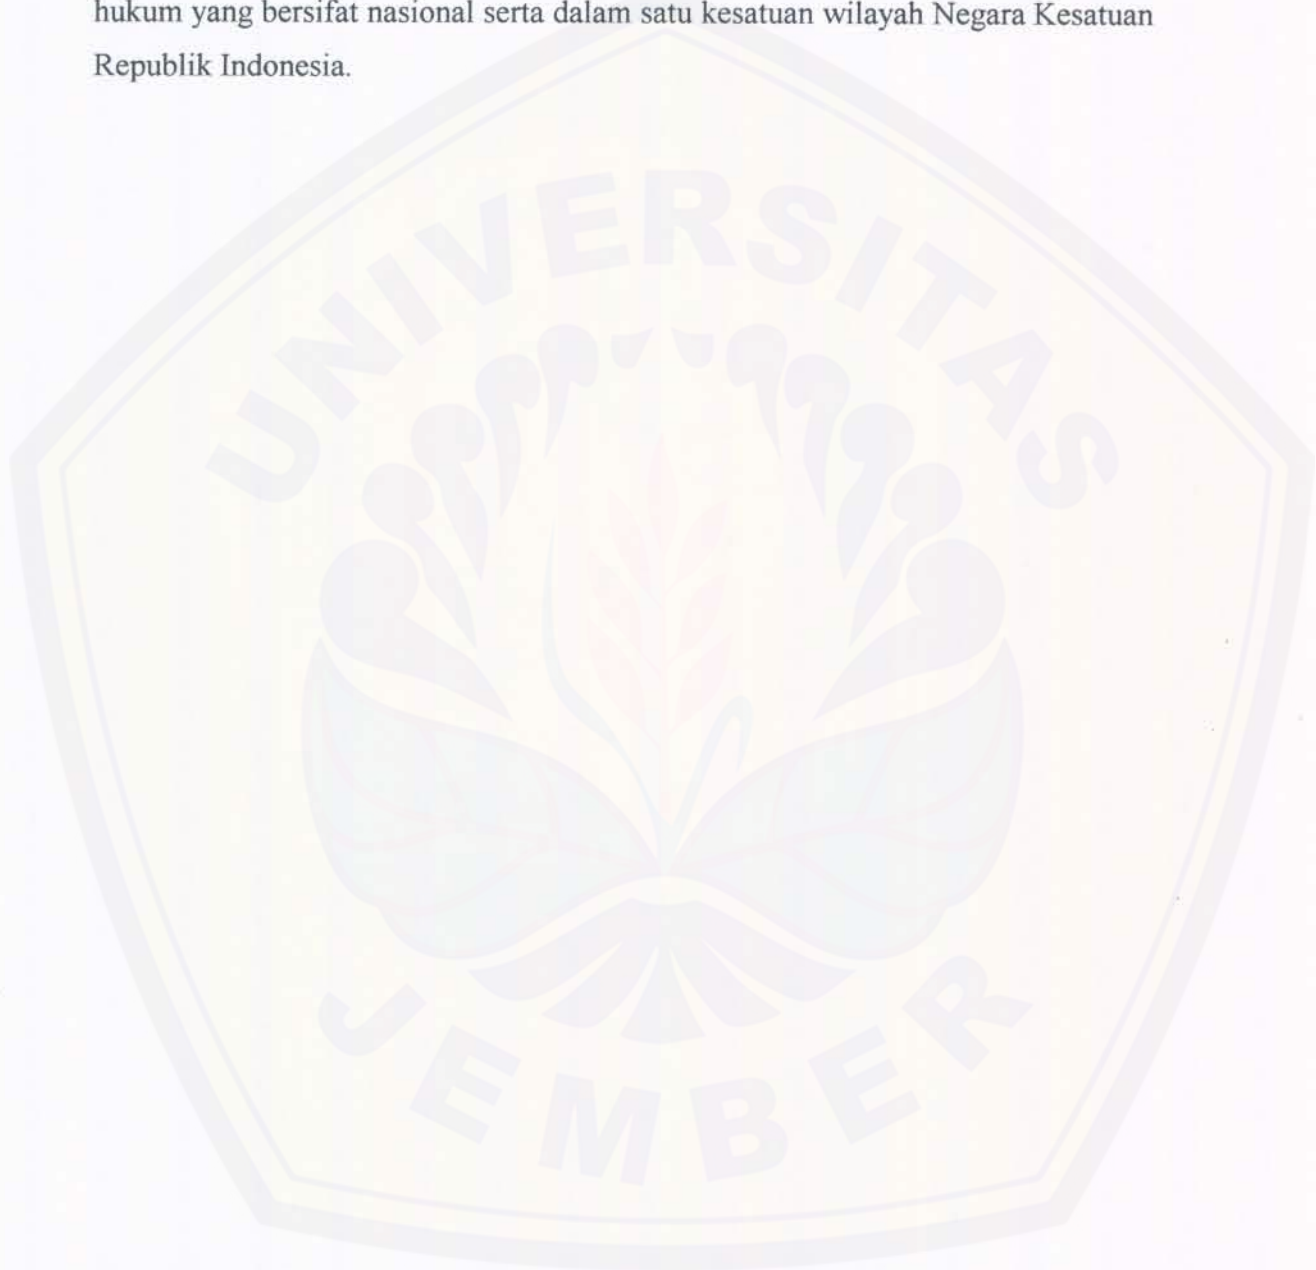 hukum yang bersifat nasional serta dalam satu kesatuan wilayah Negara Kesatuan
Republik Indonesia.
UNIVERSITAS
JEMBER